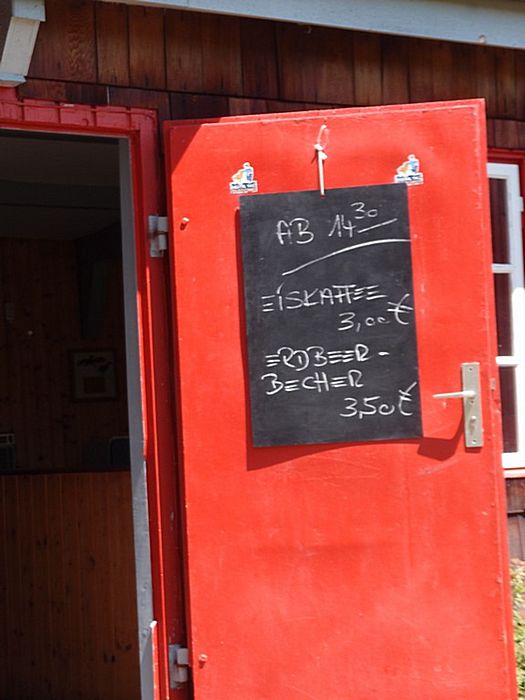 AB 14³⁰
EISKAFFEE
3,00€
ERDBEER-
BECHER
3,50€